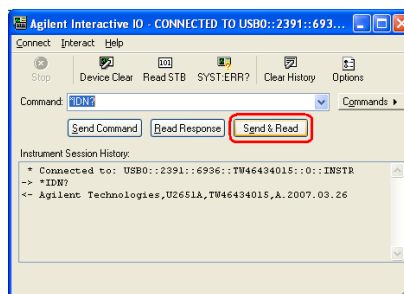 Agilent Interactive IO - CONNECTED TO USB0::2391::693...
Connect Interact Help
Stop Device Clear Read STB SYST:ERR? Clear History Options
Command: *IDN? Commands
Send Command Read Response Send & Read
Instrument Session History:
* Connected to: USB0::2391::6936::TW46434015::0::INSTR
-> *IDN?
<- Agilent Technologies,U2651A,TW46434015,A.2007.03.26